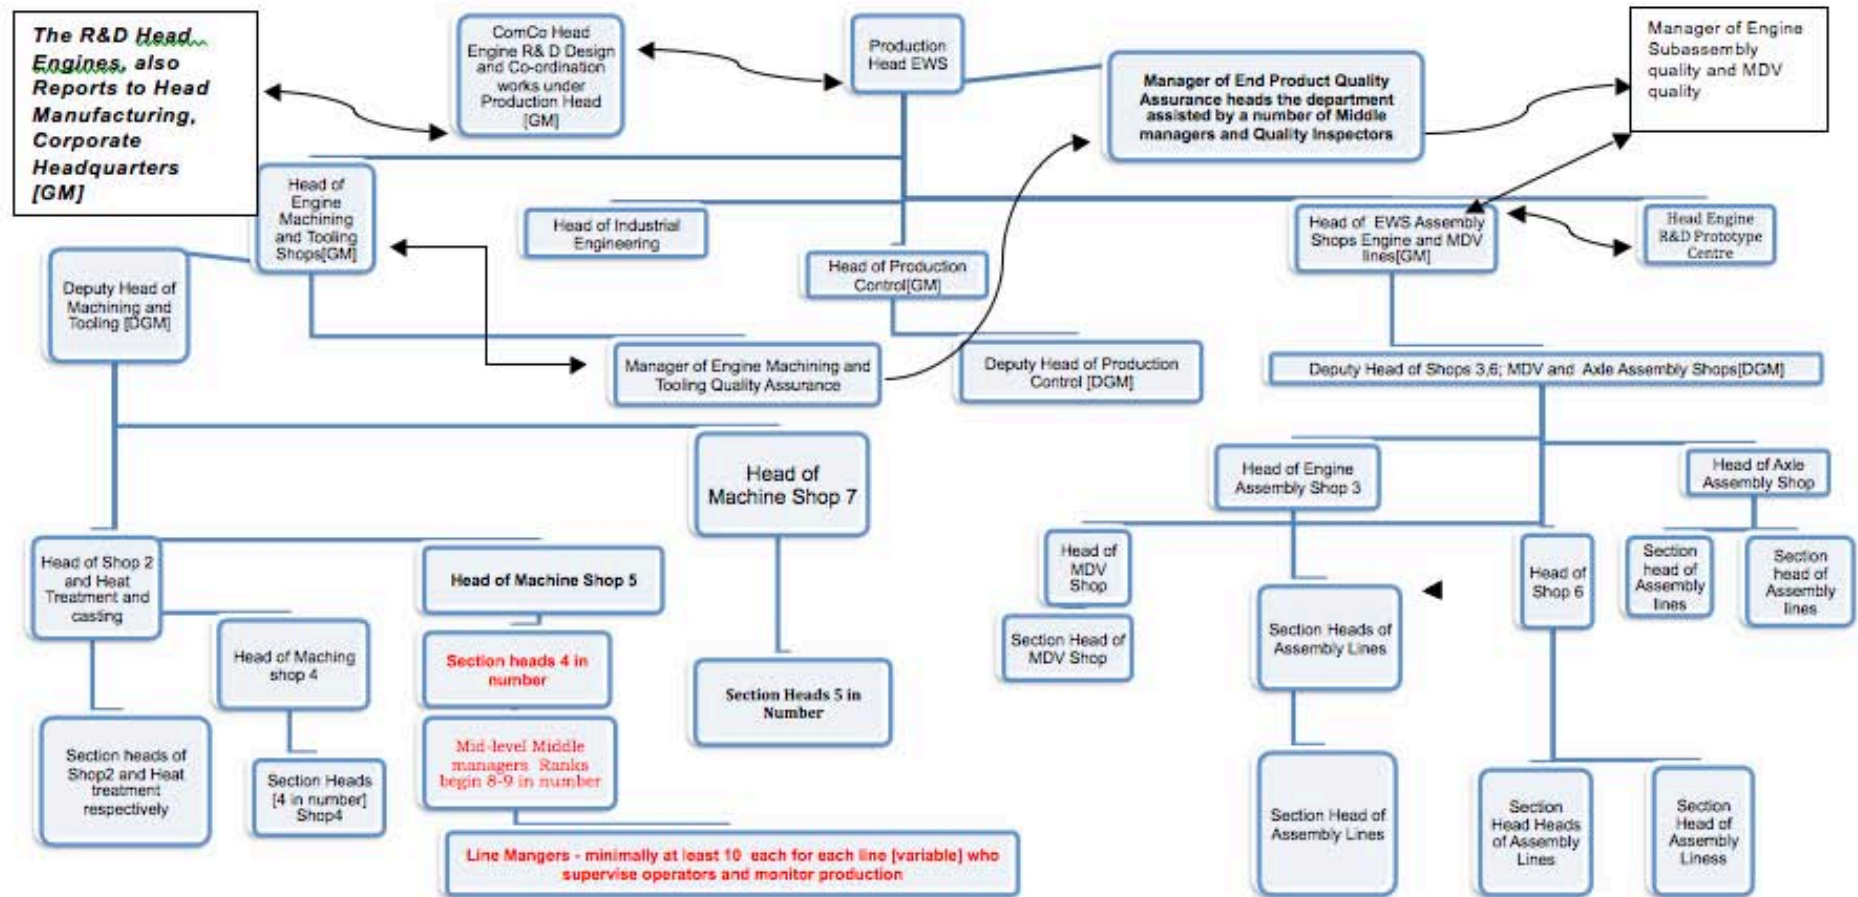 The R&D Head
Engines, also
Reports to Head
Manufacturing,
Corporate
Headquarters
[GM]
ComCo Head
Engine R& D Design
and Co-ordination
works under
Production Head
[GM]
Production
Head EWS
Manager of End Product Quality
Assurance heads the department
assisted by a number of Middle
managers and Quality Inspectors
Manager of Engine
Subassembly
quality and MDV
quality
Head of
Engine
Machining
and Tooling
Shops[GM]
Head of Industrial
Engineering
Head of Production
Control[GM]
Head of EWS Assembly
Shops Engine and MDV
lines[GM]
Head Engine
R&D Prototype
Centre
Deputy Head of
Machining and
Tooling [DGM]
Manager of Engine Machining and
Tooling Quality Assurance
Deputy Head of Production
Control [DGM]
Deputy Head of Shops 3,6; MDV and Axle Assembly Shops[DGM]
Head of
Machine Shop 7
Head of Engine
Assembly Shop 3
Head of Axle
Assembly Shop
Head of Shop 2
and Heat
Treatment and
casting
Head of Machine Shop 5
Head of
MDV
Shop
Head of
Shop 6
Section
head of
Assembly
lines
Section
head of
Assembly
lines
Head of Maching
shop 4
Section heads 4 in
number
Section Heads 5 in
Number
Section Head of
MDV Shop
Section Heads of
Assembly Lines
Section heads of
Shop2 and Heat
treatment
respectively
Section Heads
[4 in number]
Shop4
Mid-level Middle
managers Ranks
begin 8-9 in number
Section Head of
Assembly Lines
Section
Head Heads
of Assembly
Lines
Section
Head of
Assembly
Liness
Line Mangers - minimally at least 10 each for each line [variable] who
supervise operators and monitor production